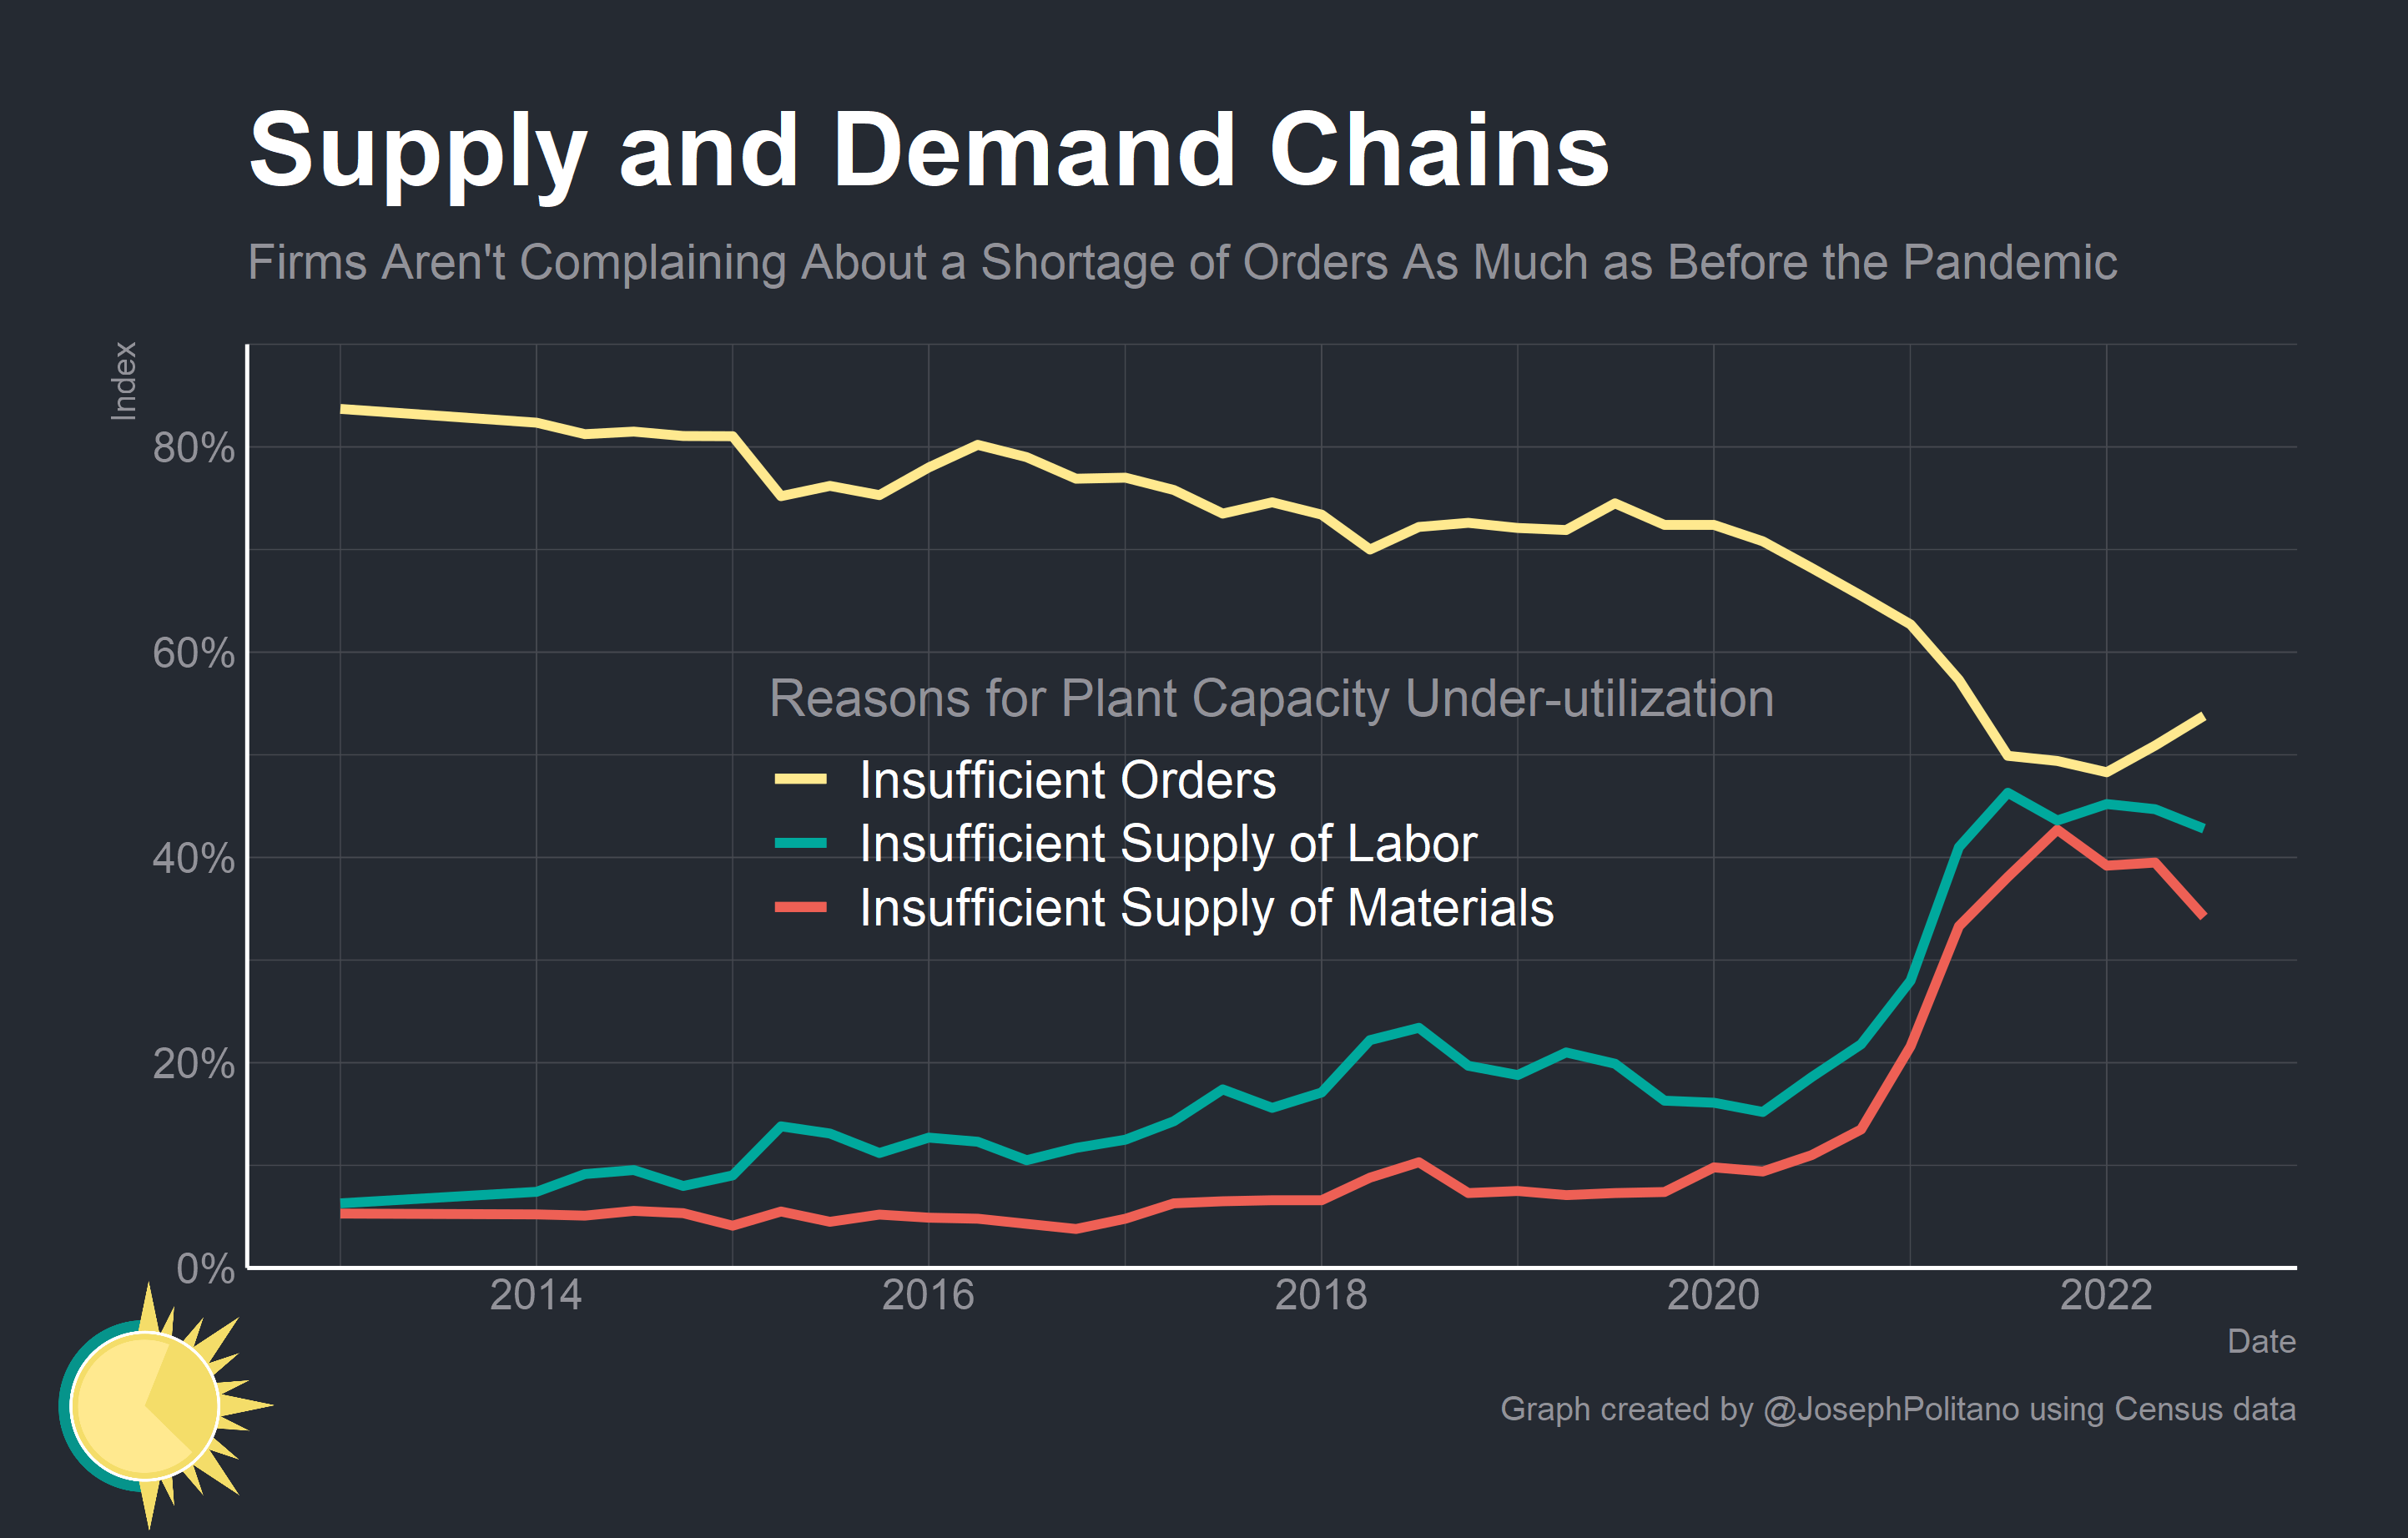 Supply and Demand Chains
Firms Aren't Complaining About a Shortage of Orders As Much as Before the Pandemic
Index
80%
60%
40%
20%
0%
Reasons for Plant Capacity Under-utilization
Insufficient Orders
Insufficient Supply of Labor
Insufficient Supply of Materials
2014 2016 2018 2020 2022
Date
Graph created by @JosephPolitano using Census data